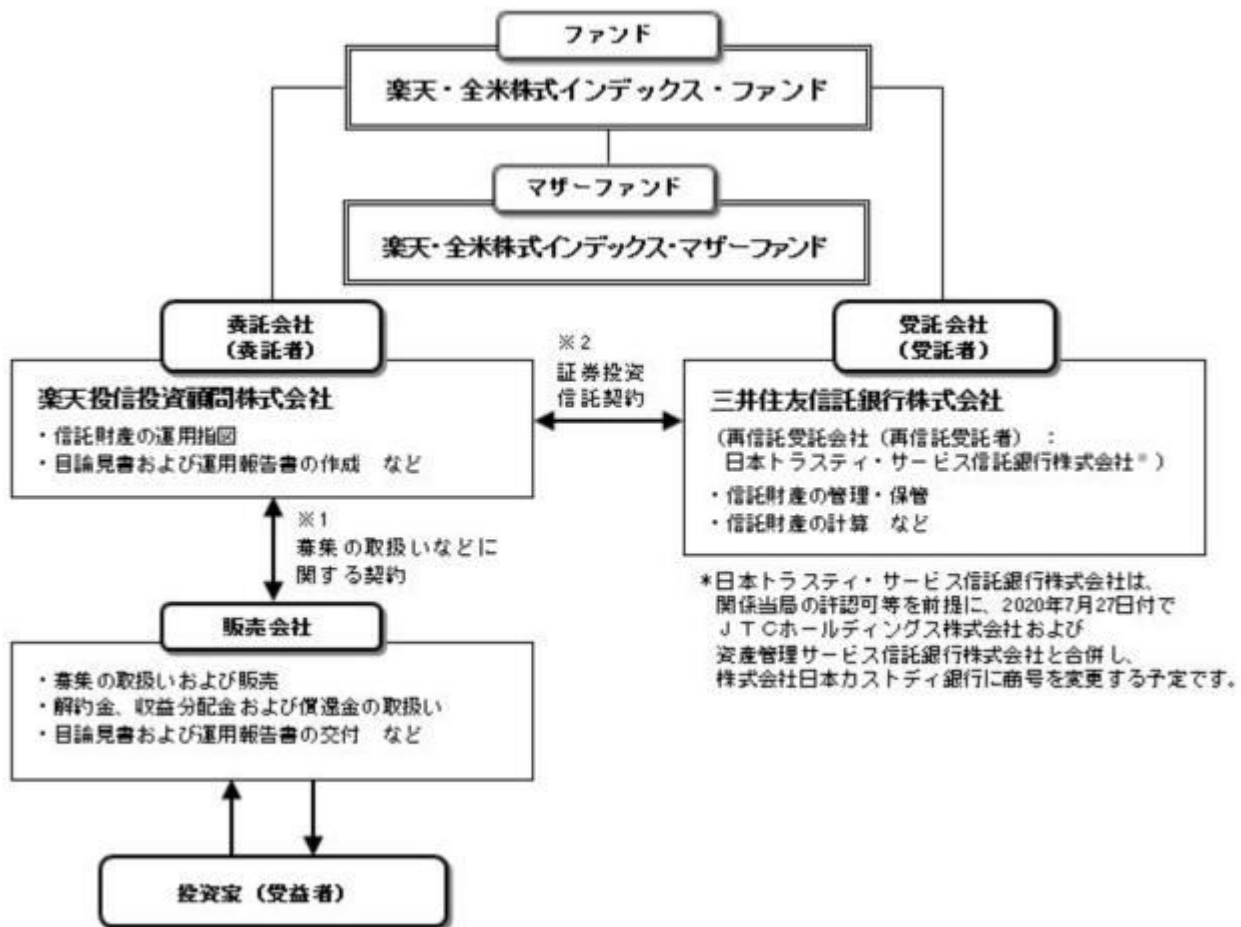 ファンド
楽天・全米株式インデックス・ファンド
マザーファンド
楽天・全米株式インデックス・マザーファンド
委託会社
(委託者)
楽天投信投資顧問株式会社
・信託財産の運用指図
・目論見書および運用報告書の作成 など
※2
証券投資
信託契約
受託会社
(受託者)
三井住友信託銀行株式会社
(再信託受託会社(再信託受託者) :
日本トラスティ・サービス信託銀行株式会社*)
・信託財産の管理・保管
・信託財産の計算 など
*日本トラスティ・サービス信託銀行株式会社は、
関係当局の許認可等を前提に、2020年7月27日付で
JTCホールディングス株式会社および
資産管理サービス信託銀行株式会社と合併し、
株式会社日本カストディ銀行に商号を変更する予定です。
※1
募集の取扱いなどに
関する契約
販売会社
・募集の取扱いおよび販売
・解約金、収益分配金および償還金の取扱い
・目論見書および運用報告書の交付 など
投資家(受益者)